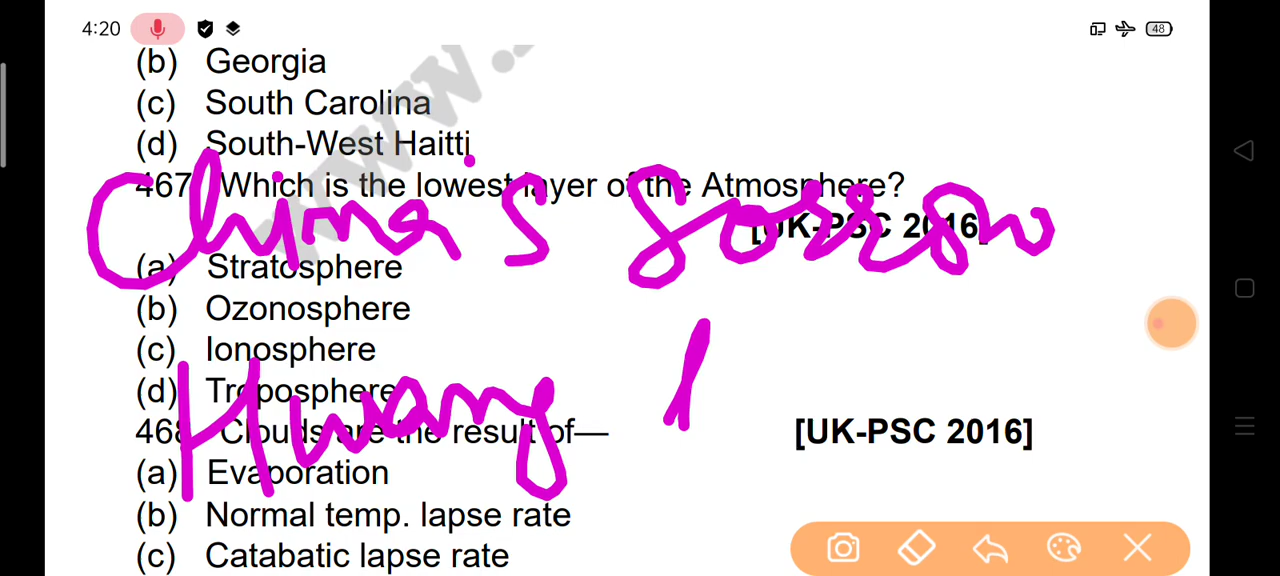 4:20 48
(b) Georgia
(c) South Carolina
(d) South-West Haitti
467. Which is the lowest layer of the Atmosphere?
China's Sorrow
[UK-PSC 2016]
(a) Stratosphere
(b) Ozonosphere
(c) Ionosphere
(d) Troposphere
Hwang
468. Clouds are the result of— [UK-PSC 2016]
(a) Evaporation
(b) Normal temp. lapse rate
(c) Catabatic lapse rate
www.